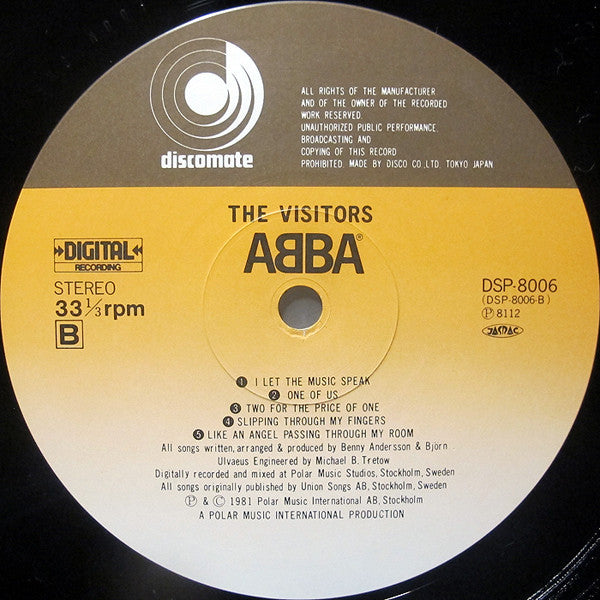 ALL RIGHTS OF THE MANUFACTURER
AND OF THE OWNER OF THE RECORDED
WORK RESERVED.
UNAUTHORIZED PUBLIC PERFORMANCE,
BROADCASTING AND
COPYING OF THIS RECORD
PROHIBITED. MADE BY DISCO CO.,LTD. TOKYO JAPAN
discomate
THE VISITORS
ABBA®
DIGITAL
RECORDING
STEREO
33 1/3 rpm
B
DSP-8006
(DSP-8006-B)
Ⓟ 8112
JASRAC
❶ I LET THE MUSIC SPEAK
❷ ONE OF US
❸ TWO FOR THE PRICE OF ONE
❹ SLIPPING THROUGH MY FINGERS
❺ LIKE AN ANGEL PASSING THROUGH MY ROOM
All songs written, arranged & produced by Benny Andersson & Björn
Ulvaeus Engineered by Michael B. Tretow
Digitally recorded and mixed at Polar Music Studios, Stockholm, Sweden
All songs originally published by Union Songs AB, Stockholm, Sweden
Ⓟ & © 1981 Polar Music International AB, Stockholm
A POLAR MUSIC INTERNATIONAL PRODUCTION